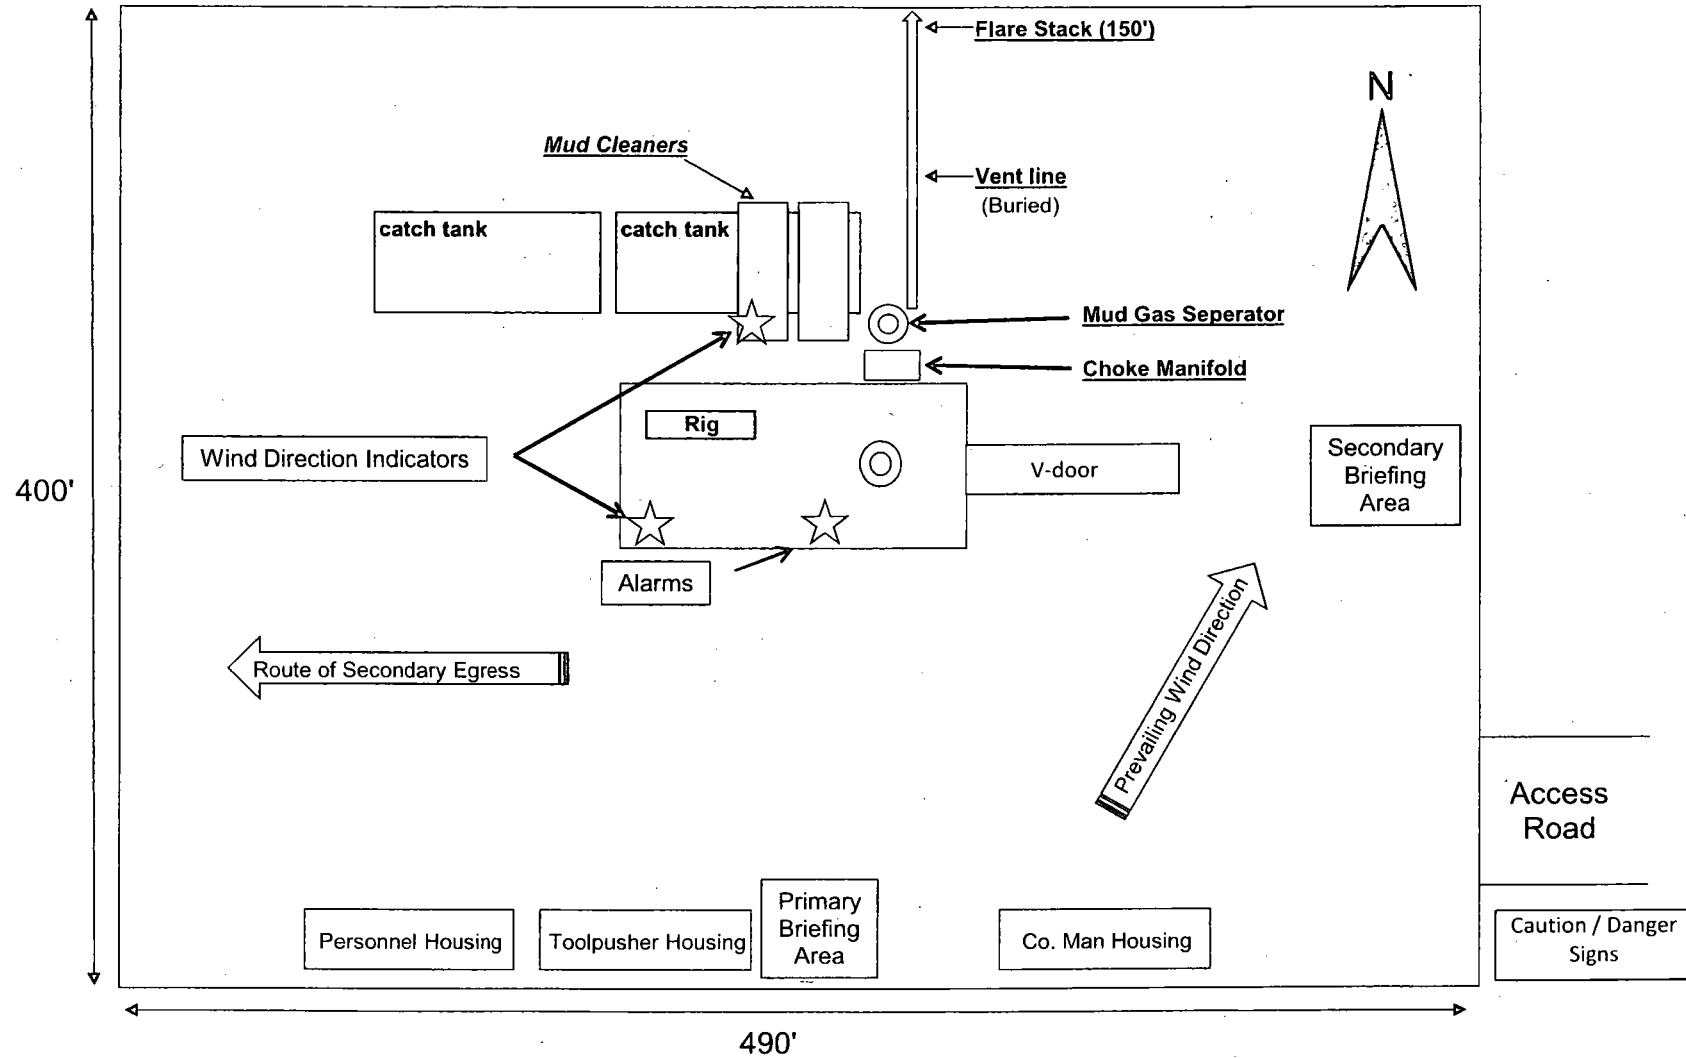 Flare Stack (150')
N
Mud Cleaners
Vent line
(Buried)
catch tank
catch tank
Mud Gas Seperator
Choke Manifold
Rig
Wind Direction Indicators
V-door
Secondary
Briefing
Area
400'
Alarms
Prevailing Wind Direction
Route of Secondary Egress
Access
Road
Primary
Briefing
Area
Personnel Housing
Toolpusher Housing
Co. Man Housing
Caution / Danger
Signs
490'